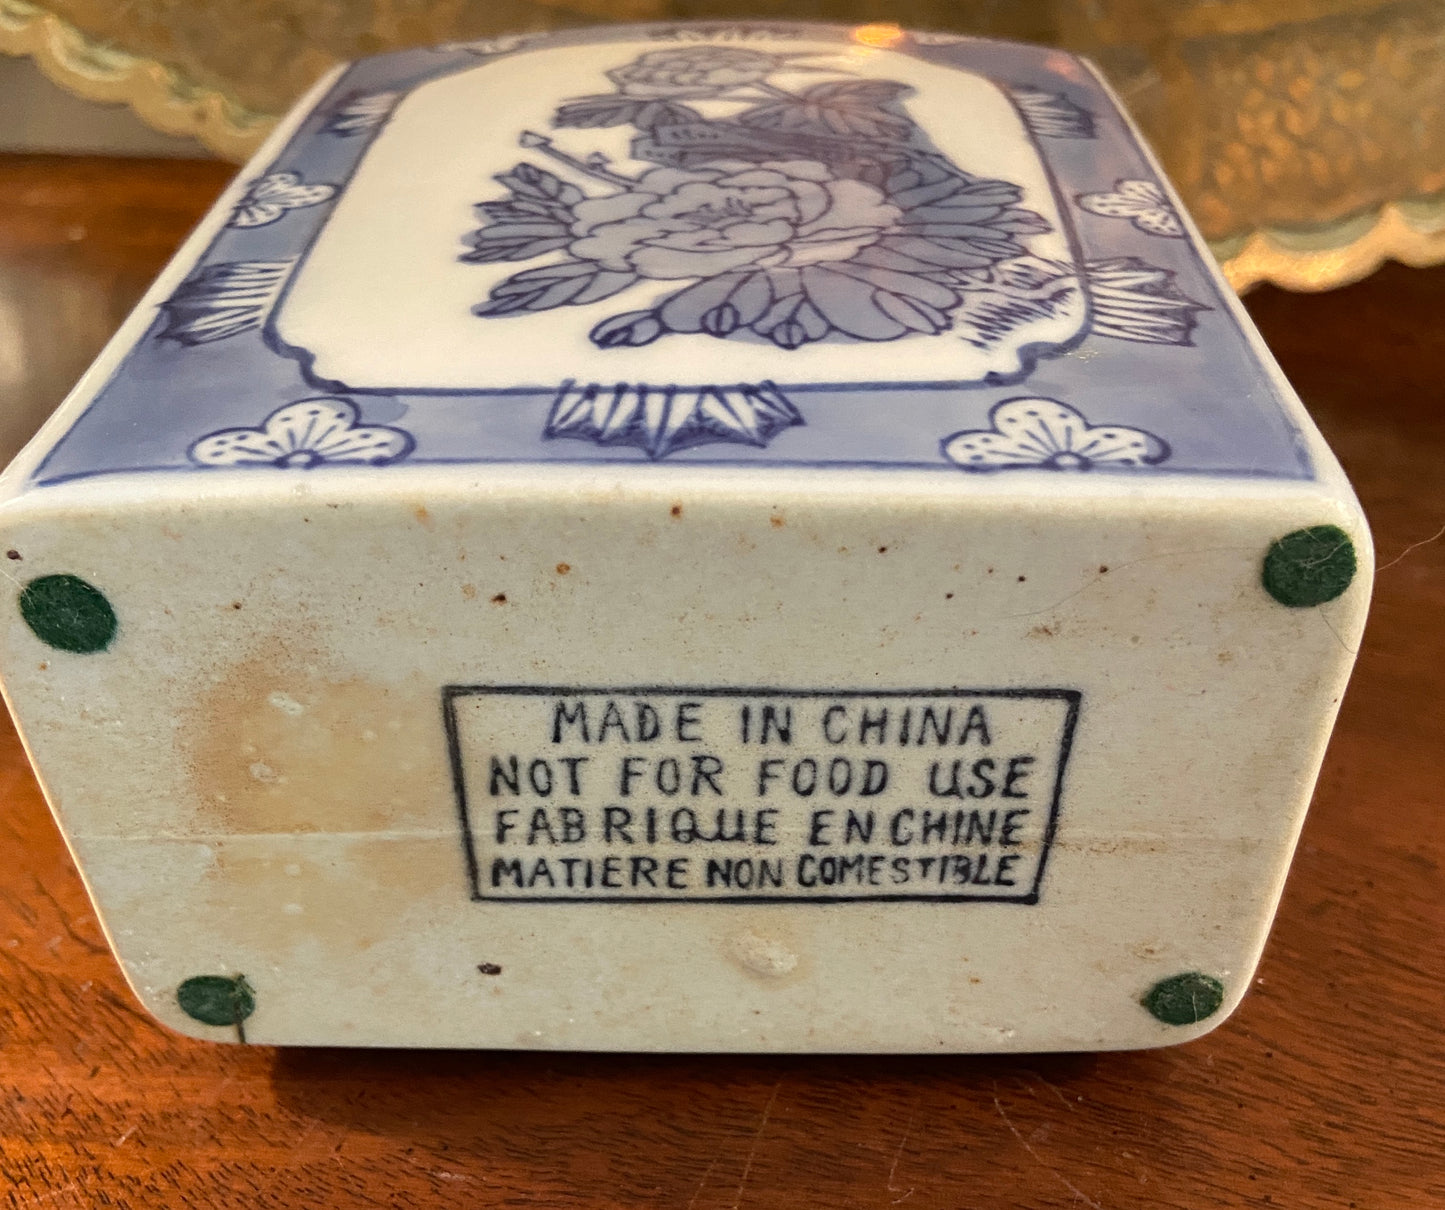 MADE IN CHINA
NOT FOR FOOD USE
FABRIQUE EN CHINE
MATIERE NON COMESTIBLE